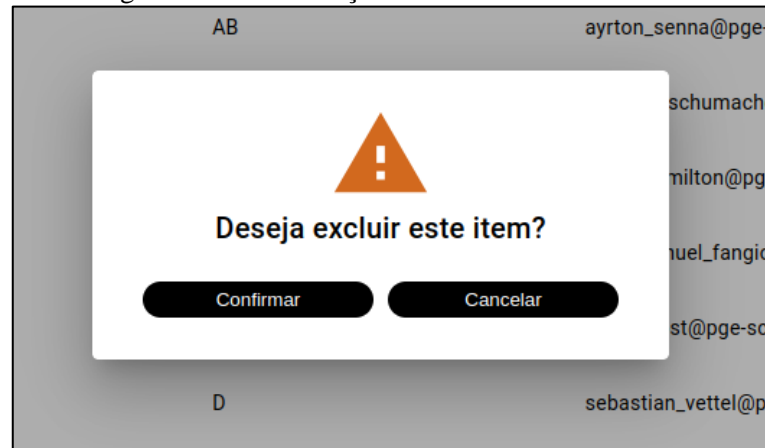 AB ayrton_senna@pge-
schumach
milton@pg
Deseja excluir este item?
nuel_fangio
Confirmar Cancelar
st@pge-sc
D sebastian_vettel@p